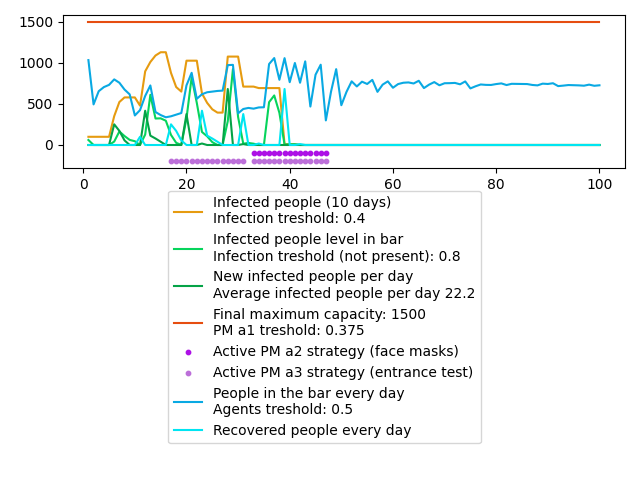 1500
1000
500
0
0 20 40 60 80 100
Infected people (10 days)
Infection treshold: 0.4
Infected people level in bar
Infection treshold (not present): 0.8
New infected people per day
Average infected people per day 22.2
Final maximum capacity: 1500
PM a1 treshold: 0.375
Active PM a2 strategy (face masks)
Active PM a3 strategy (entrance test)
People in the bar every day
Agents treshold: 0.5
Recovered people every day